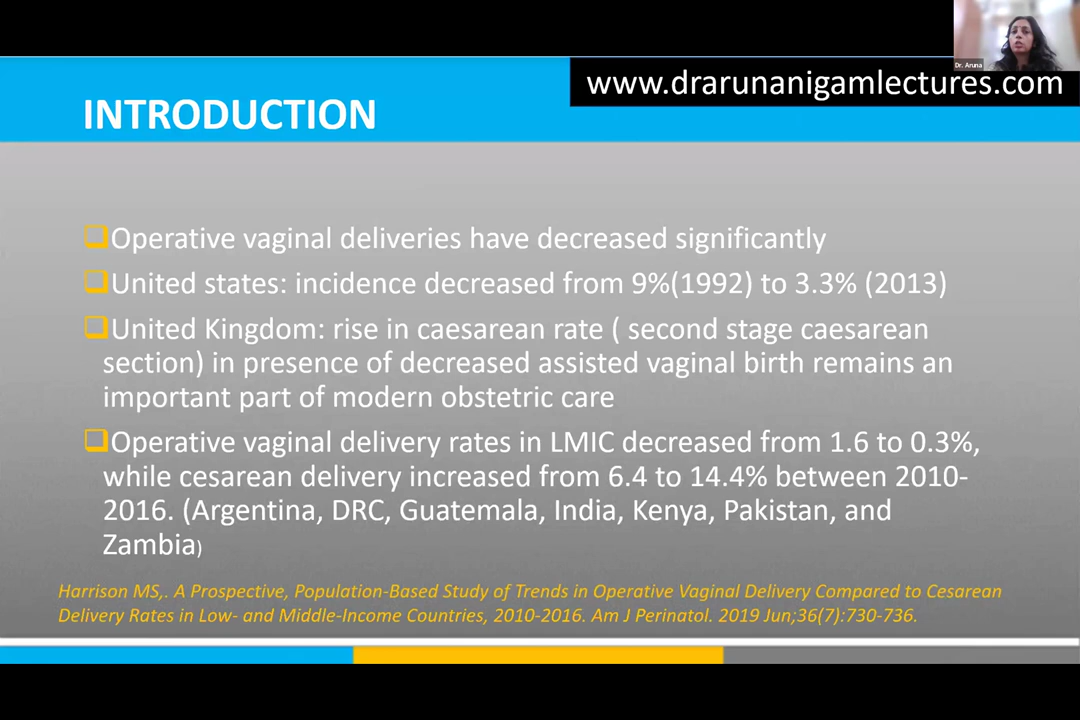 Dr. Aruna
www.drarunanigamlectures.com
INTRODUCTION
Operative vaginal deliveries have decreased significantly
United states: incidence decreased from 9%(1992) to 3.3% (2013)
United Kingdom: rise in caesarean rate ( second stage caesarean
section) in presence of decreased assisted vaginal birth remains an
important part of modern obstetric care
Operative vaginal delivery rates in LMIC decreased from 1.6 to 0.3%,
while cesarean delivery increased from 6.4 to 14.4% between 2010-
2016. (Argentina, DRC, Guatemala, India, Kenya, Pakistan, and
Zambia)
Harrison MS,. A Prospective, Population-Based Study of Trends in Operative Vaginal Delivery Compared to Cesarean
Delivery Rates in Low- and Middle-Income Countries, 2010-2016. Am J Perinatol. 2019 Jun;36(7):730-736.